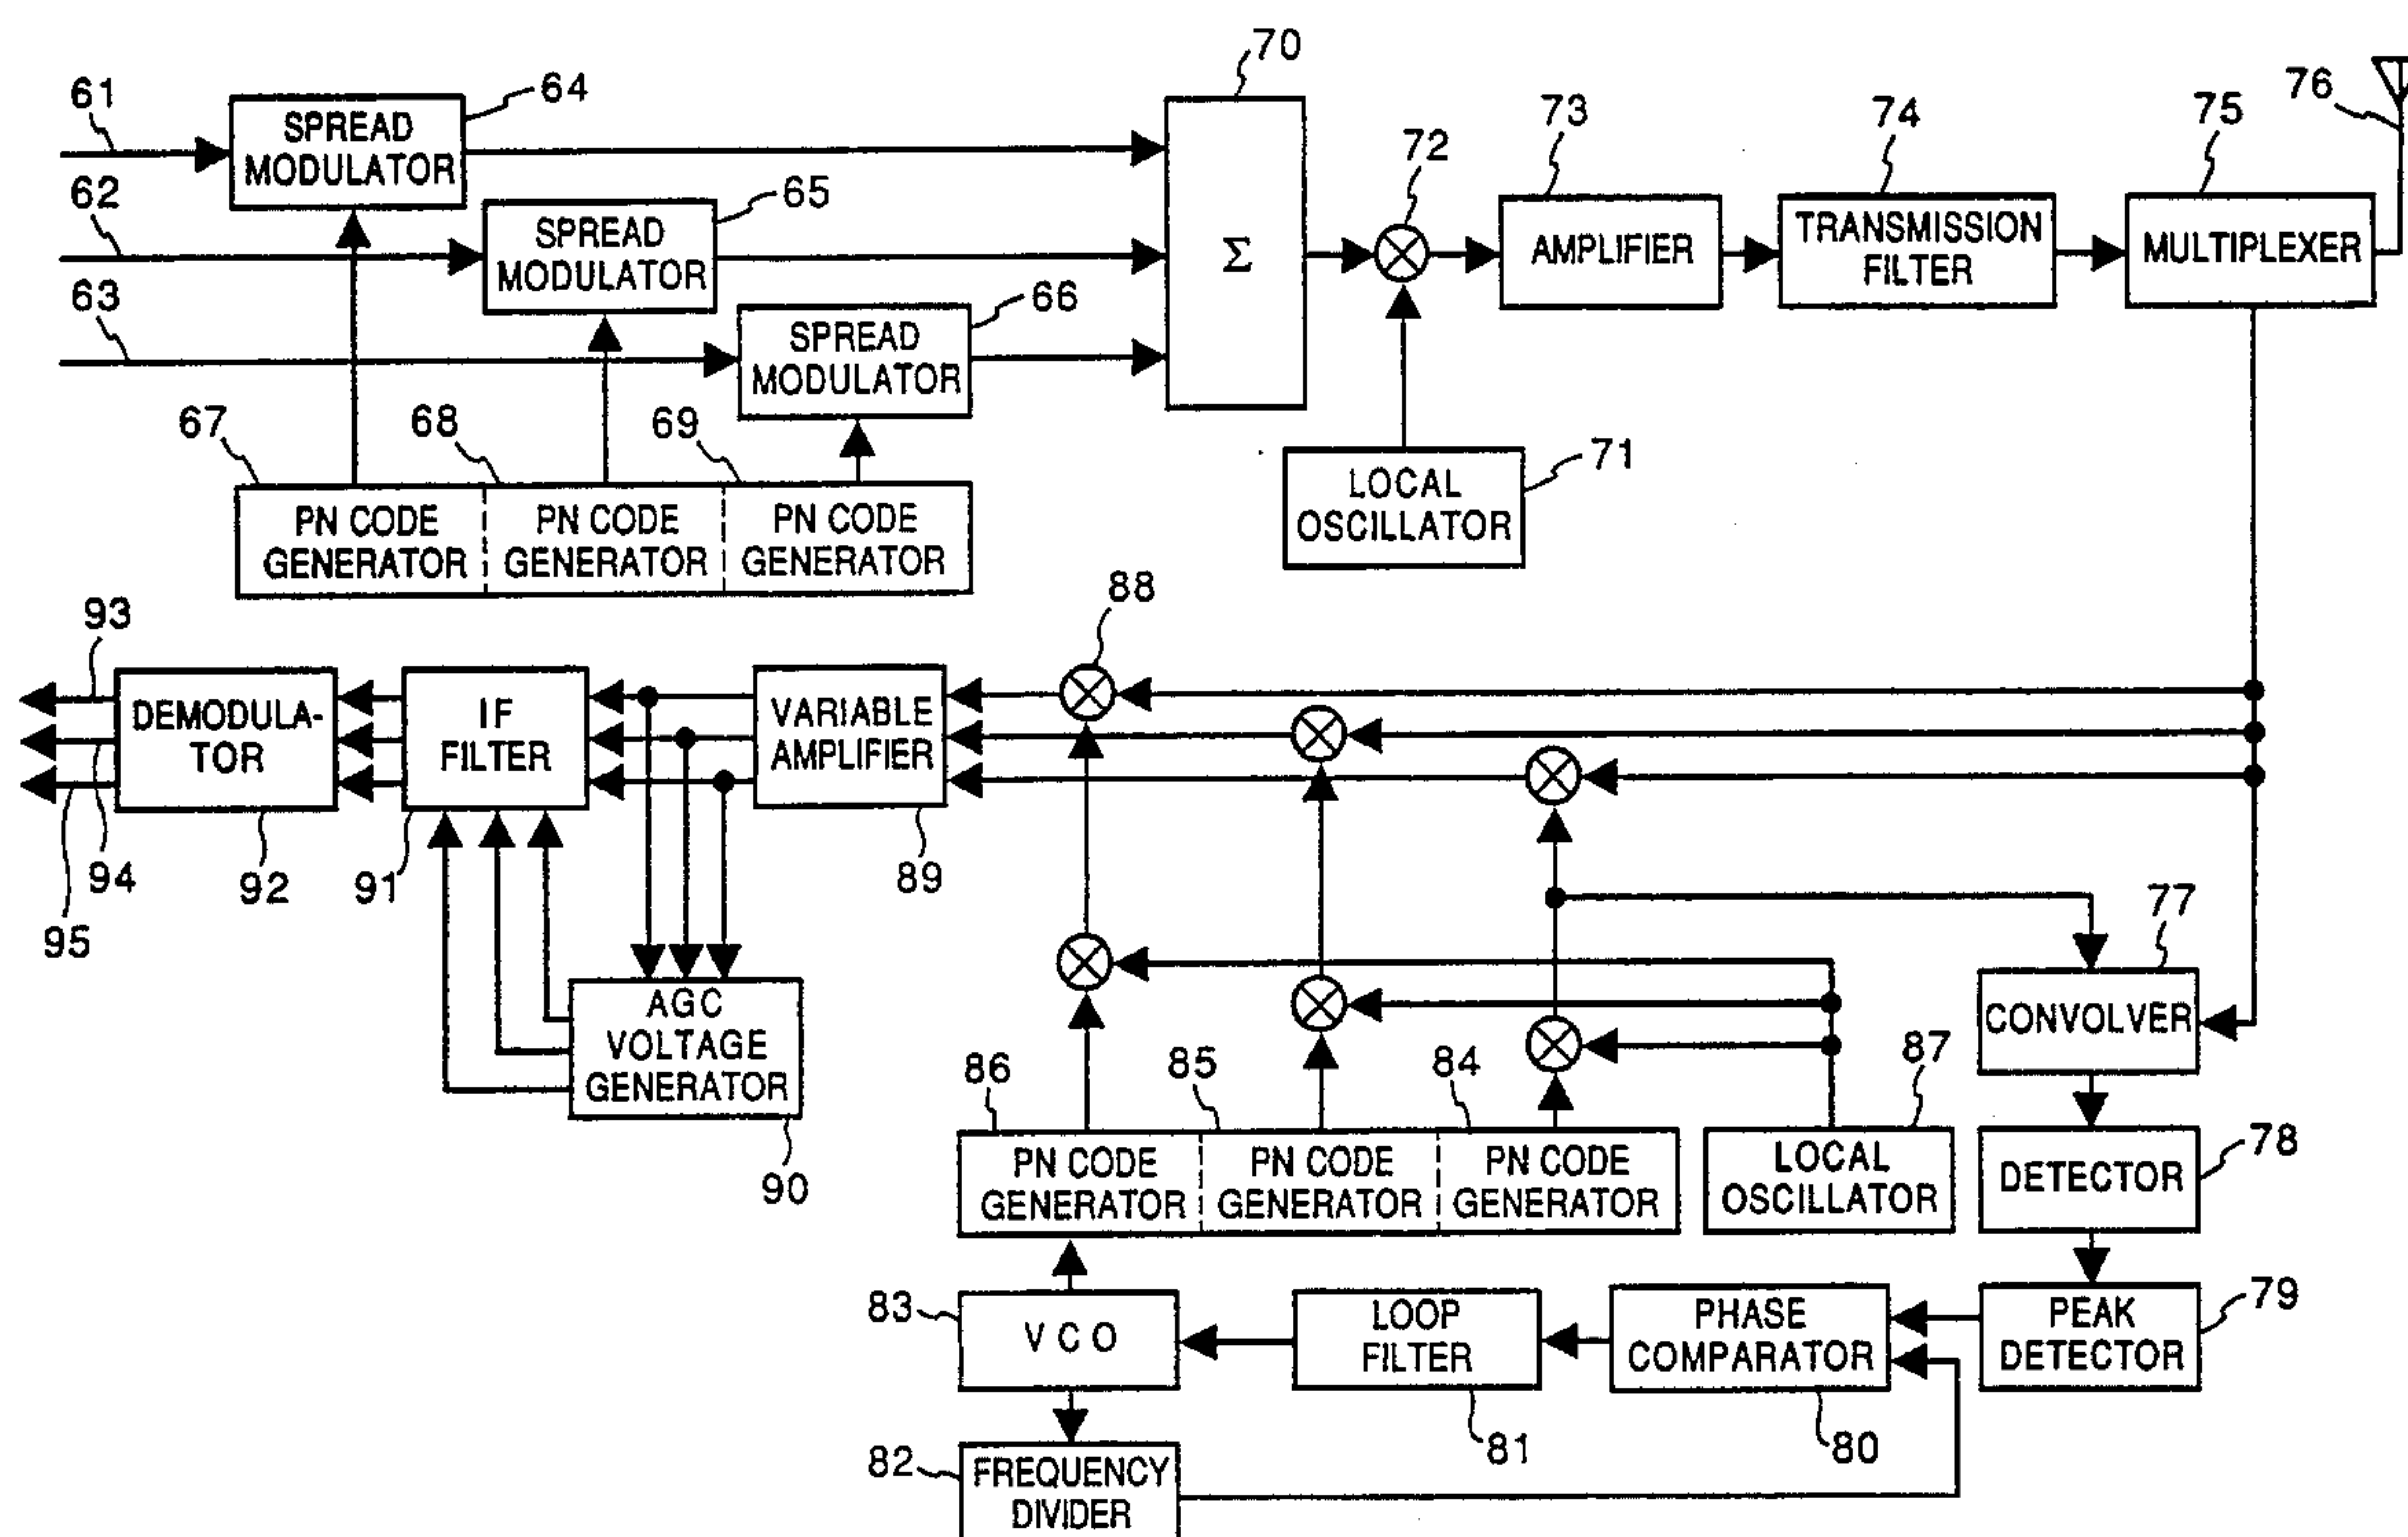 70
61
64
76
73
74
75
SPREAD
MODULATOR
72
62
65
SPREAD
MODULATOR
Σ
AMPLIFIER
TRANSMISSION
FILTER
MULTIPLEXER
63
66
SPREAD
MODULATOR
67
68
69
71
LOCAL
OSCILLATOR
PN CODE
GENERATOR
PN CODE
GENERATOR
PN CODE
GENERATOR
88
93
DEMODULA-
TOR
IF
FILTER
VARIABLE
AMPLIFIER
94
92
91
89
95
77
AGC
VOLTAGE
GENERATOR
CONVOLVER
86
85
84
87
90
PN CODE
GENERATOR
PN CODE
GENERATOR
PN CODE
GENERATOR
LOCAL
OSCILLATOR
DETECTOR
78
83
VCO
LOOP
FILTER
PHASE
COMPARATOR
PEAK
DETECTOR
79
82
81
80
FREQUENCY
DIVIDER